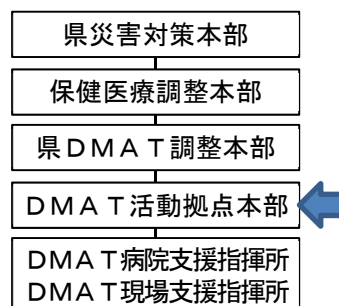 県災害対策本部
保健医療調整本部
県ＤＭＡＴ調整本部
ＤＭＡＴ活動拠点本部
ＤＭＡＴ病院支援指揮所
ＤＭＡＴ現場支援指揮所